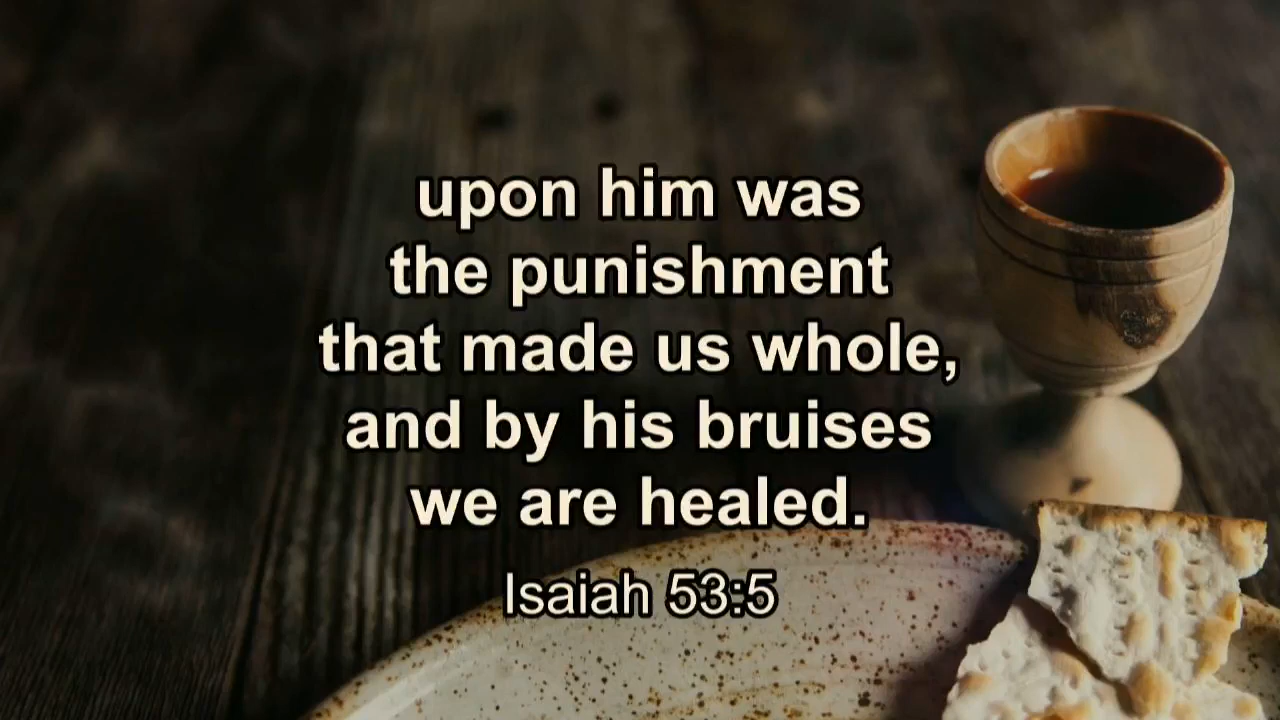 upon him was
the punishment
that made us whole,
and by his bruises
we are healed.
Isaiah 53:5